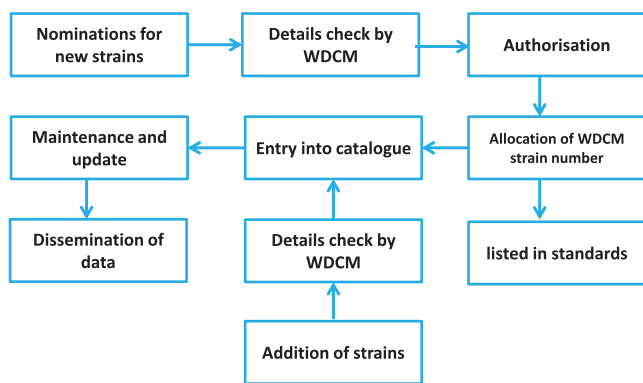 Nominations for
new strains
Details check by
WDCM
Authorisation
Maintenance and
update
Entry into catalogue
Allocation of WDCM
strain number
Dissemination of
data
Details check by
WDCM
listed in standards
Addition of strains